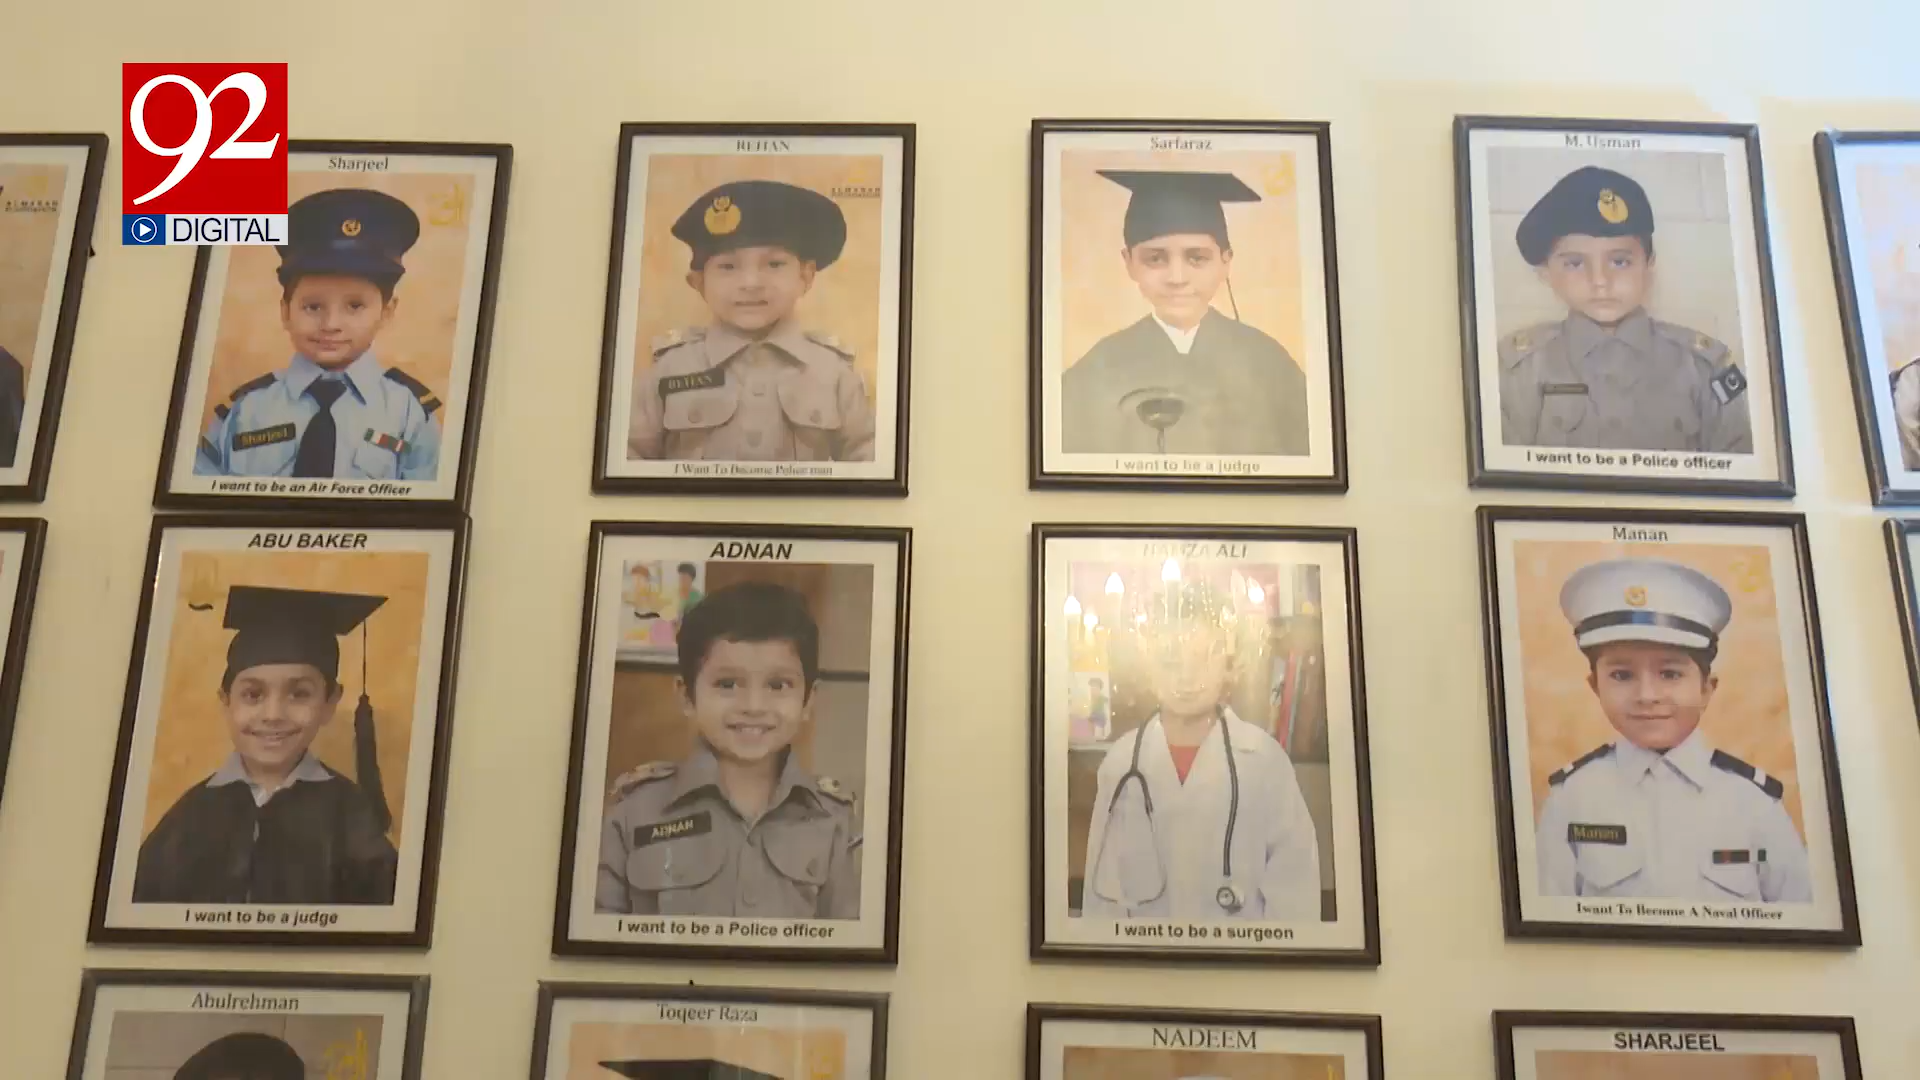 92
DIGITAL
Sharjeel
Sharjeel
I want to be an Air Force Officer
REHAN
REHAN
I Want To Become Police man
Sarfaraz
I want to be a judge
M. Usman
I want to be a Police officer
ABU BAKER
I want to be a judge
ADNAN
ADNAN
I want to be a Police officer
HAMZA ALI
I want to be a surgeon
Manan
Manan
Iwant To Become A Naval Officer
Abulrehman
Toqeer Raza
NADEEM
SHARJEEL